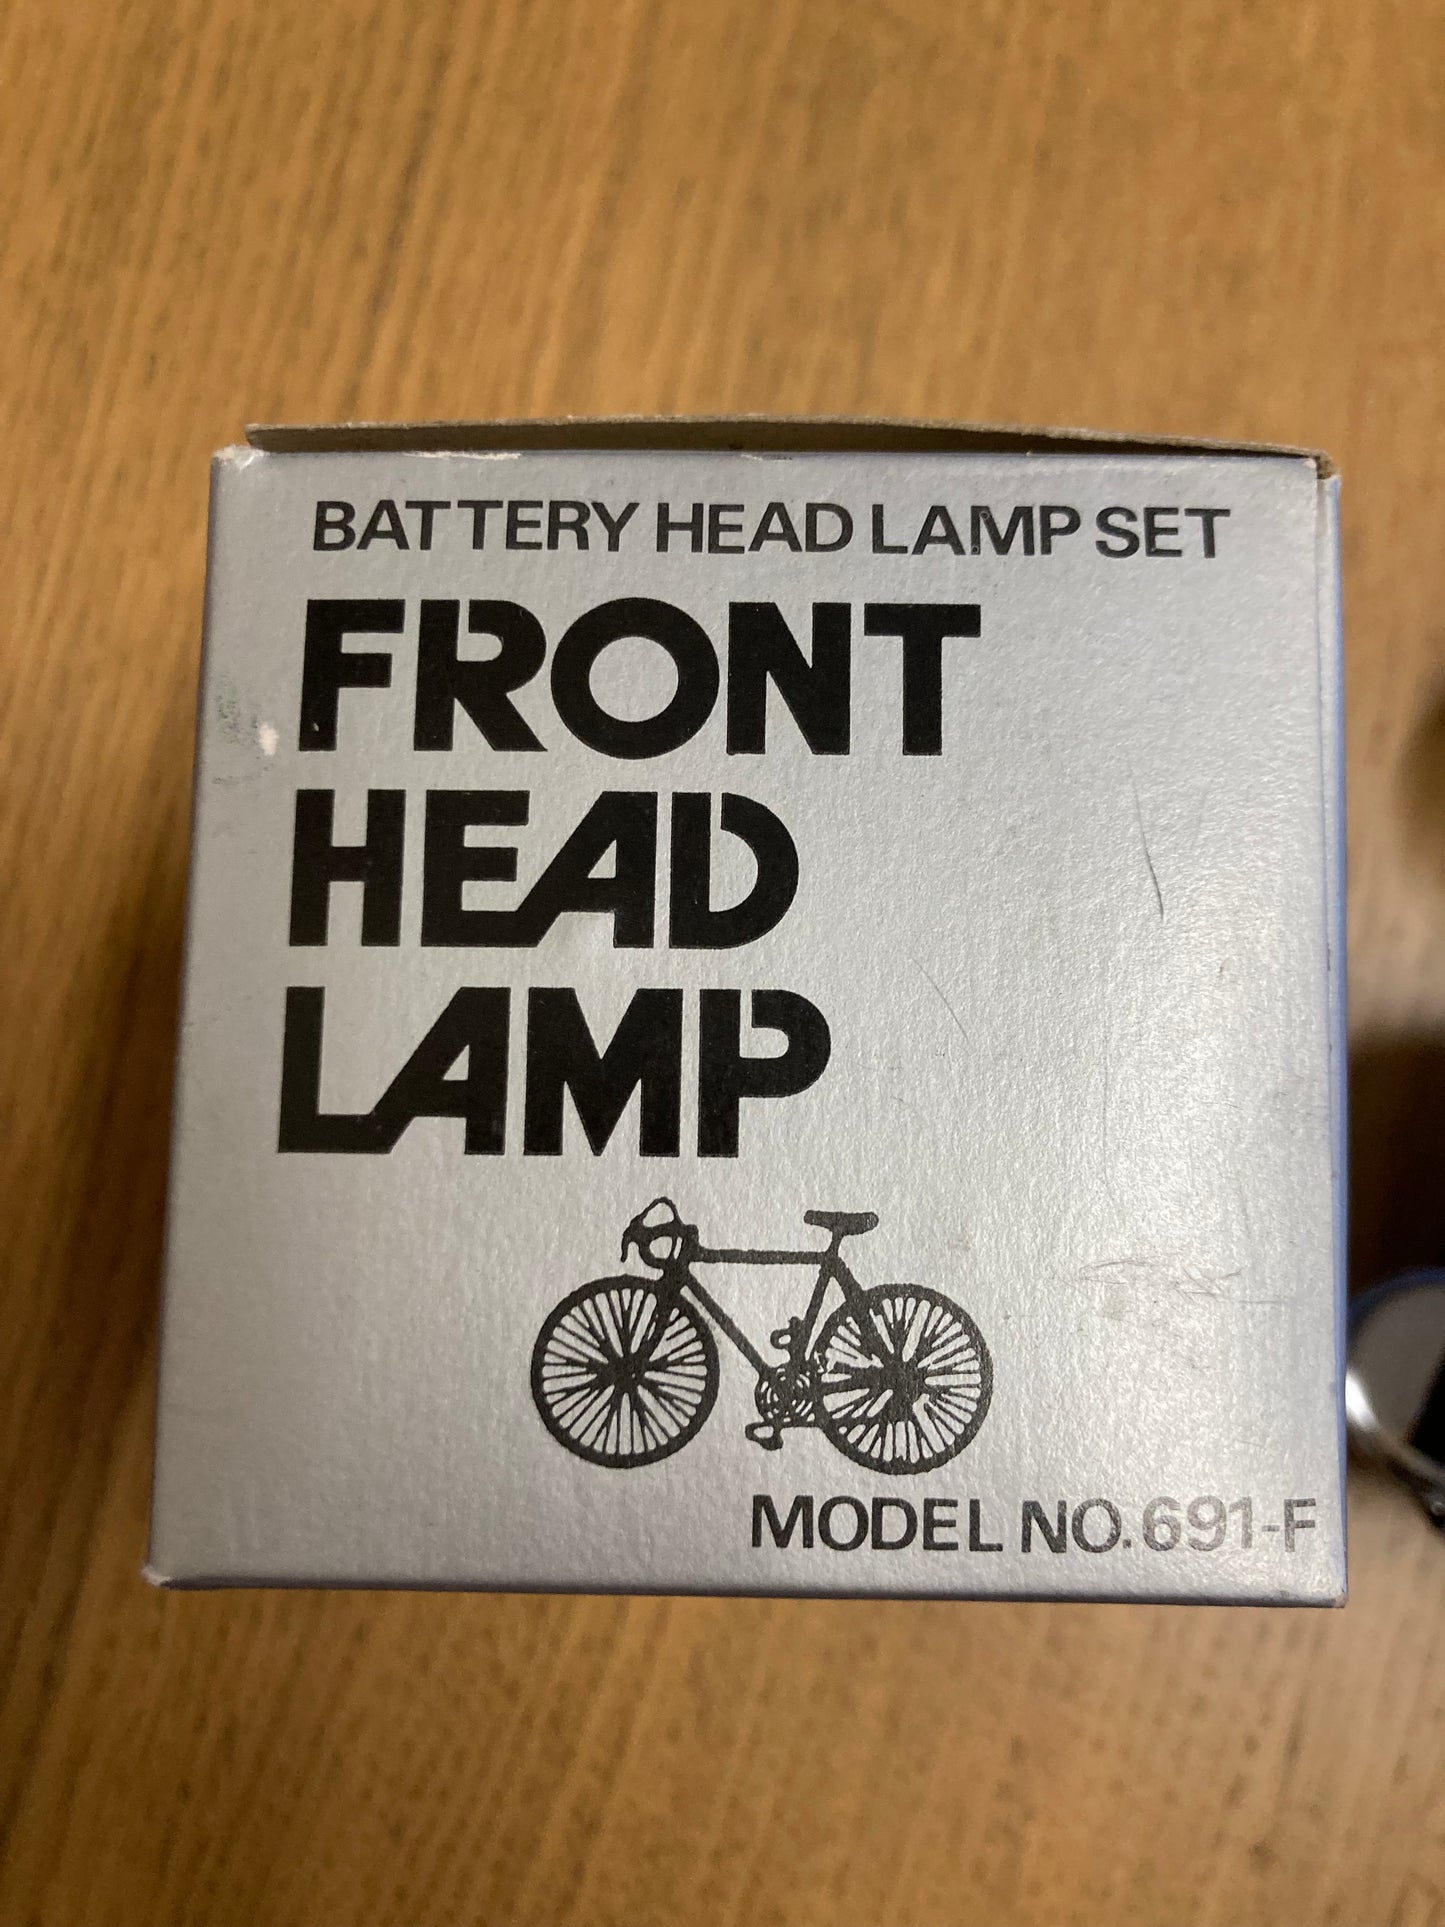 BATTERY HEAD LAMP SET
FRONT
HEAD
LAMP
MODEL NO.691-F